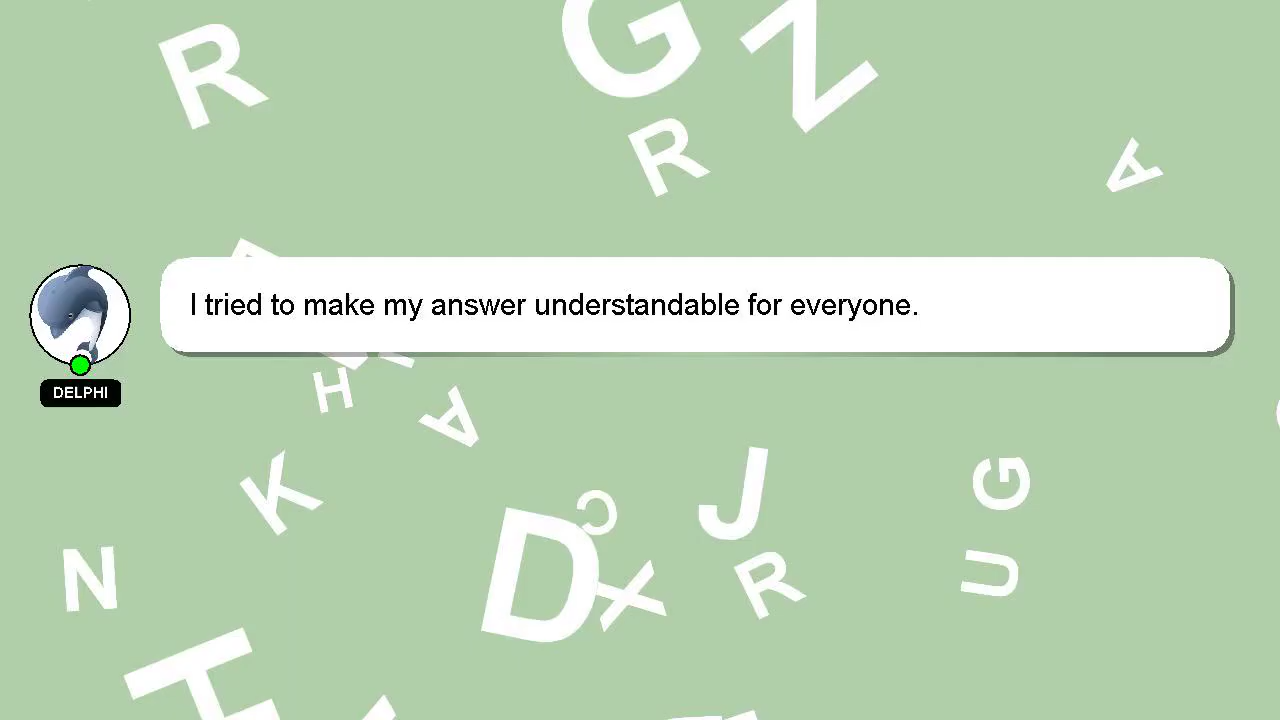 R
G
Z
R
A
I tried to make my answer understandable for everyone.
DELPHI
H
A
K
J
G
C
D
N
X
R
U